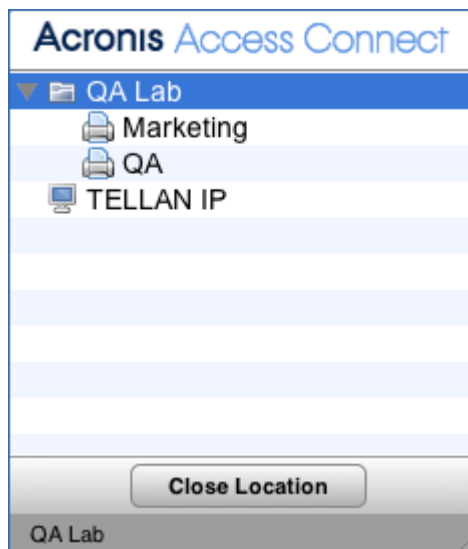 Acronis Access Connect
QA Lab
Marketing
QA
TELLAN IP
Close Location
QA Lab